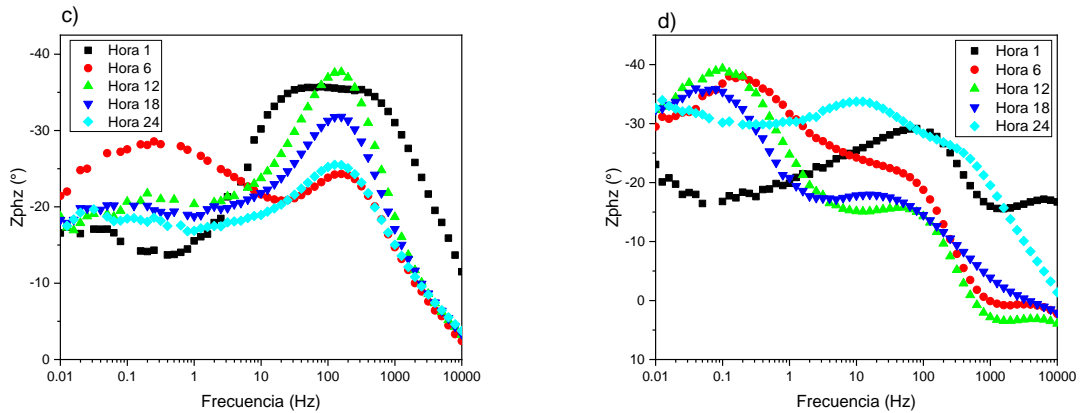 c)
Zphz (°)
-40
-30
-20
-10
0
Hora 1
Hora 6
Hora 12
Hora 18
Hora 24
0.01 0.1 1 10 100 1000 10000
Frecuencia (Hz)
d)
Zphz (°)
-40
-30
-20
-10
0
10
Hora 1
Hora 6
Hora 12
Hora 18
Hora 24
0.01 0.1 1 10 100 1000 10000
Frecuencia (Hz)